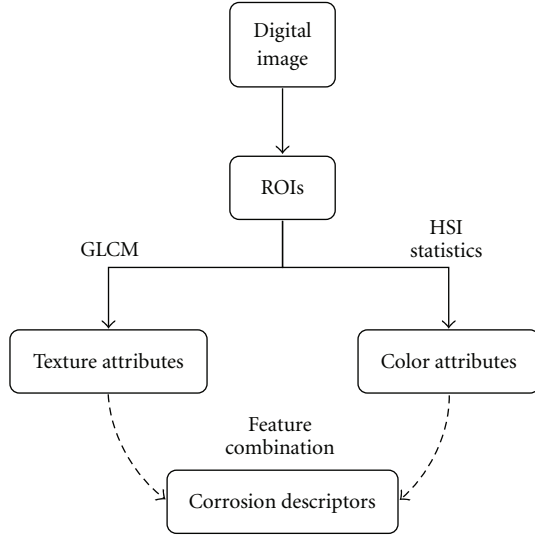 Digital
image
ROIs
GLCM
HSI
statistics
Texture attributes
Color attributes
Feature
combination
Corrosion descriptors